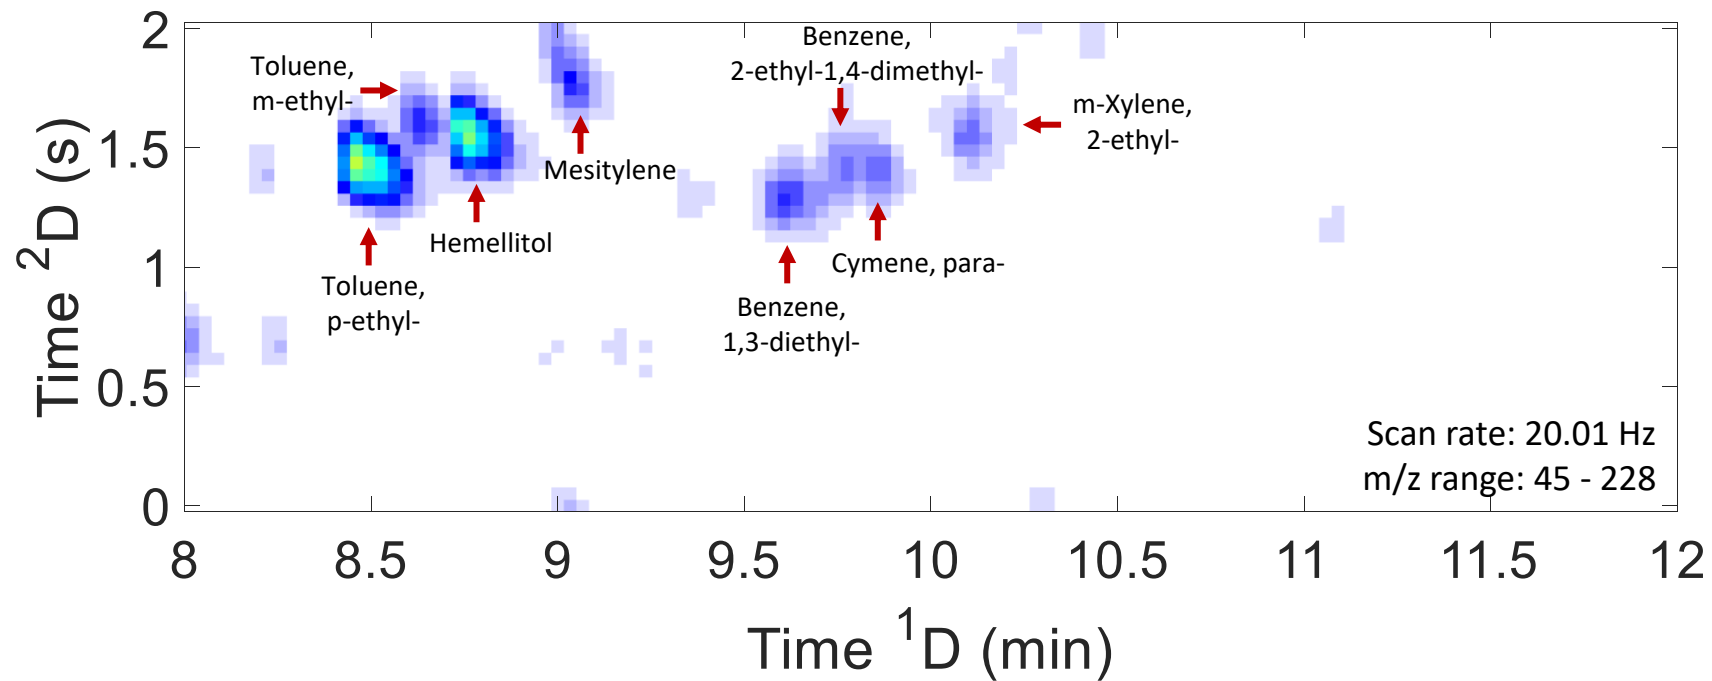 Benzene,
2-ethyl-1,4-dimethyl-
Toluene,
m-ethyl-
m-Xylene,
2-ethyl-
Mesitylene
Hemellitol
Cymene, para-
Toluene,
p-ethyl-
Benzene,
1,3-diethyl-
Scan rate: 20.01 Hz
m/z range: 45 - 228
2
1.5
1
0.5
0
Time ²D (s)
8 8.5 9 9.5 10 10.5 11 11.5 12
Time ¹D (min)